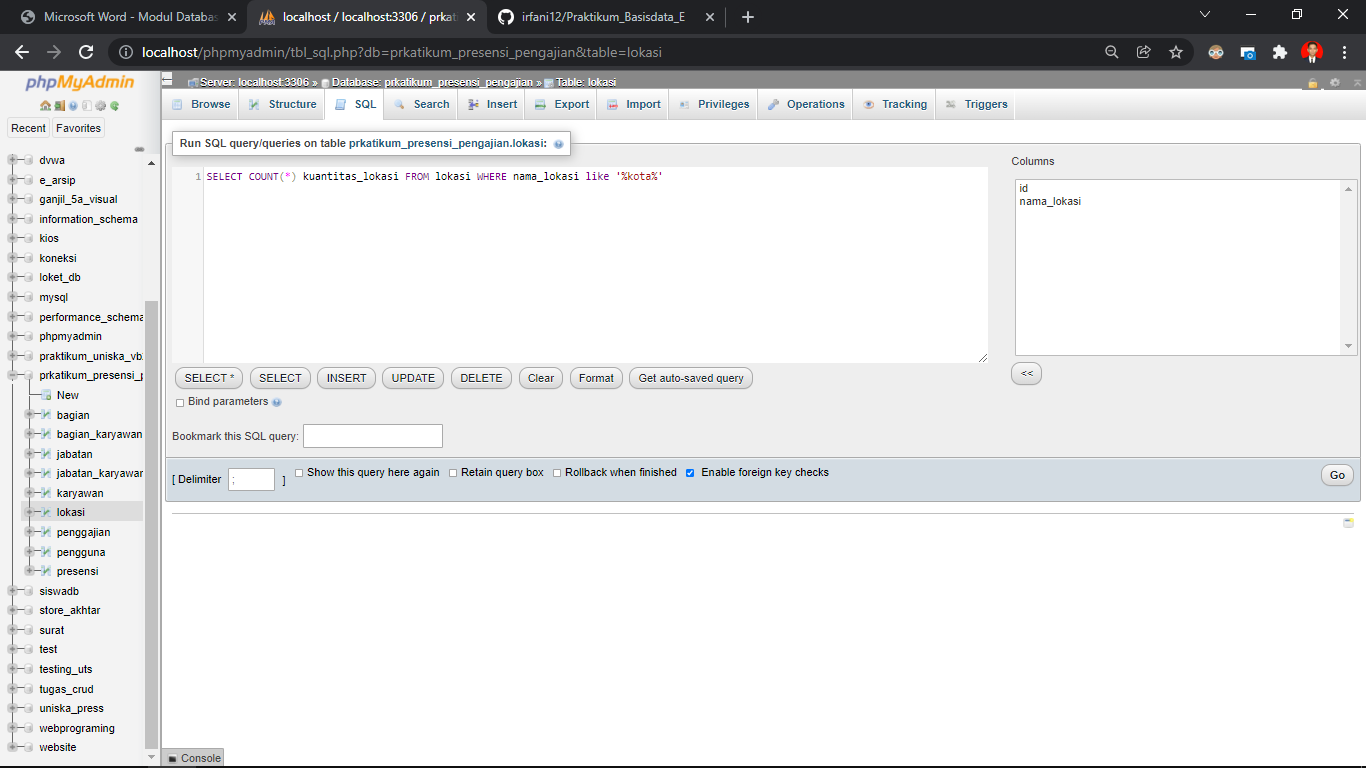 Microsoft Word - Modul Databas
localhost / localhost:3306 / prkat
irfani12/Praktikum_Basisdata_E
localhost/phpmyadmin/tbl_sql.php?db=prkatikum_presensi_pengajian&table=lokasi
phpMyAdmin
Recent
Favorites
dvwa
e_arsip
ganjil_5a_visual
information_schema
kios
koneksi
loket_db
mysql
performance_schema
phpmyadmin
praktikum_uniska_vb
prkatikum_presensi_p
New
bagian
bagian_karyawan
jabatan
jabatan_karyawan
karyawan
lokasi
penggajian
pengguna
presensi
siswadb
store_akhtar
surat
test
testing_uts
tugas_crud
uniska_press
webprograming
website
Server: localhost:3306 » Database: prkatikum_presensi_pengajian » Table: lokasi
Browse
Structure
SQL
Search
Insert
Export
Import
Privileges
Operations
Tracking
Triggers
Run SQL query/queries on table prkatikum_presensi_pengajian.lokasi:
1 SELECT COUNT(*) kuantitas_lokasi FROM lokasi WHERE nama_lokasi like '%kota%'
Columns
id
nama_lokasi
<<
SELECT *
SELECT
INSERT
UPDATE
DELETE
Clear
Format
Get auto-saved query
Bind parameters
Bookmark this SQL query:
[ Delimiter ; ]
Show this query here again
Retain query box
Rollback when finished
Enable foreign key checks
Go
Console